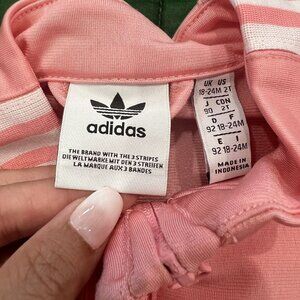 adidas
THE BRAND WITH THE 3 STRIPES
DIE WELTMARKE MIT DEN 3 STREIFEN
LA MARQUE AUX 3 BANDES
UK US
18-24M 2T
J CDN
90 2T
D F
92 18-24M
E
92 18-24M
MADE IN
INDONESIA